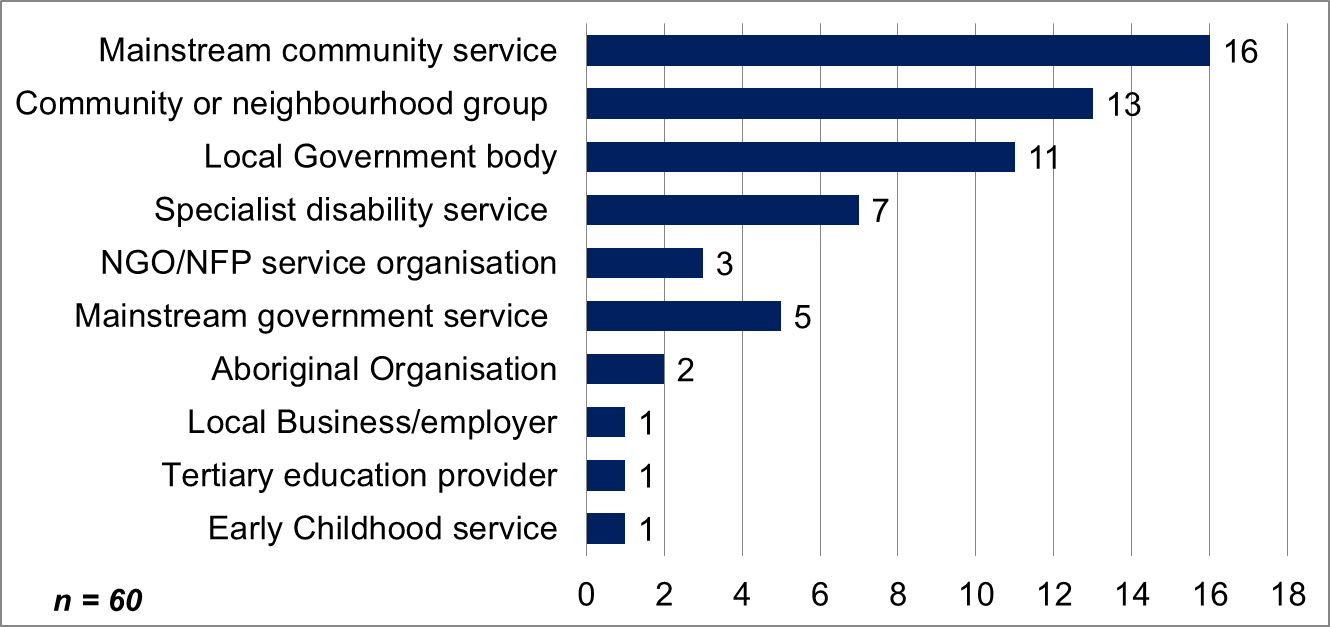 Mainstream community service 16
Community or neighbourhood group 13
Local Government body 11
Specialist disability service 7
NGO/NFP service organisation 3
Mainstream government service 5
Aboriginal Organisation 2
Local Business/employer 1
Tertiary education provider 1
Early Childhood service 1
n = 60 0 2 4 6 8 10 12 14 16 18